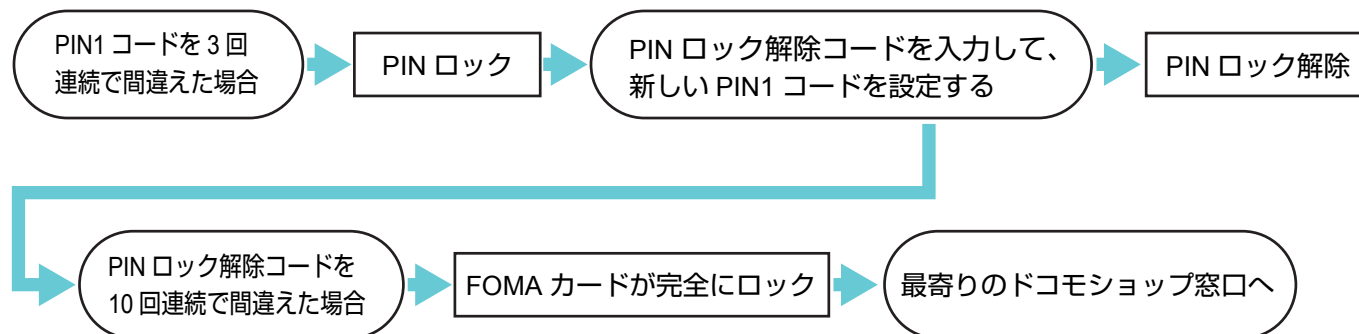 PIN1 コードを 3 回
連続で間違えた場合
PIN ロック
PIN ロック解除コードを入力して、
新しい PIN1 コードを設定する
PIN ロック解除
PIN ロック解除コードを
10 回連続で間違えた場合
FOMA カードが完全にロック
最寄りのドコモショップ窓口へ